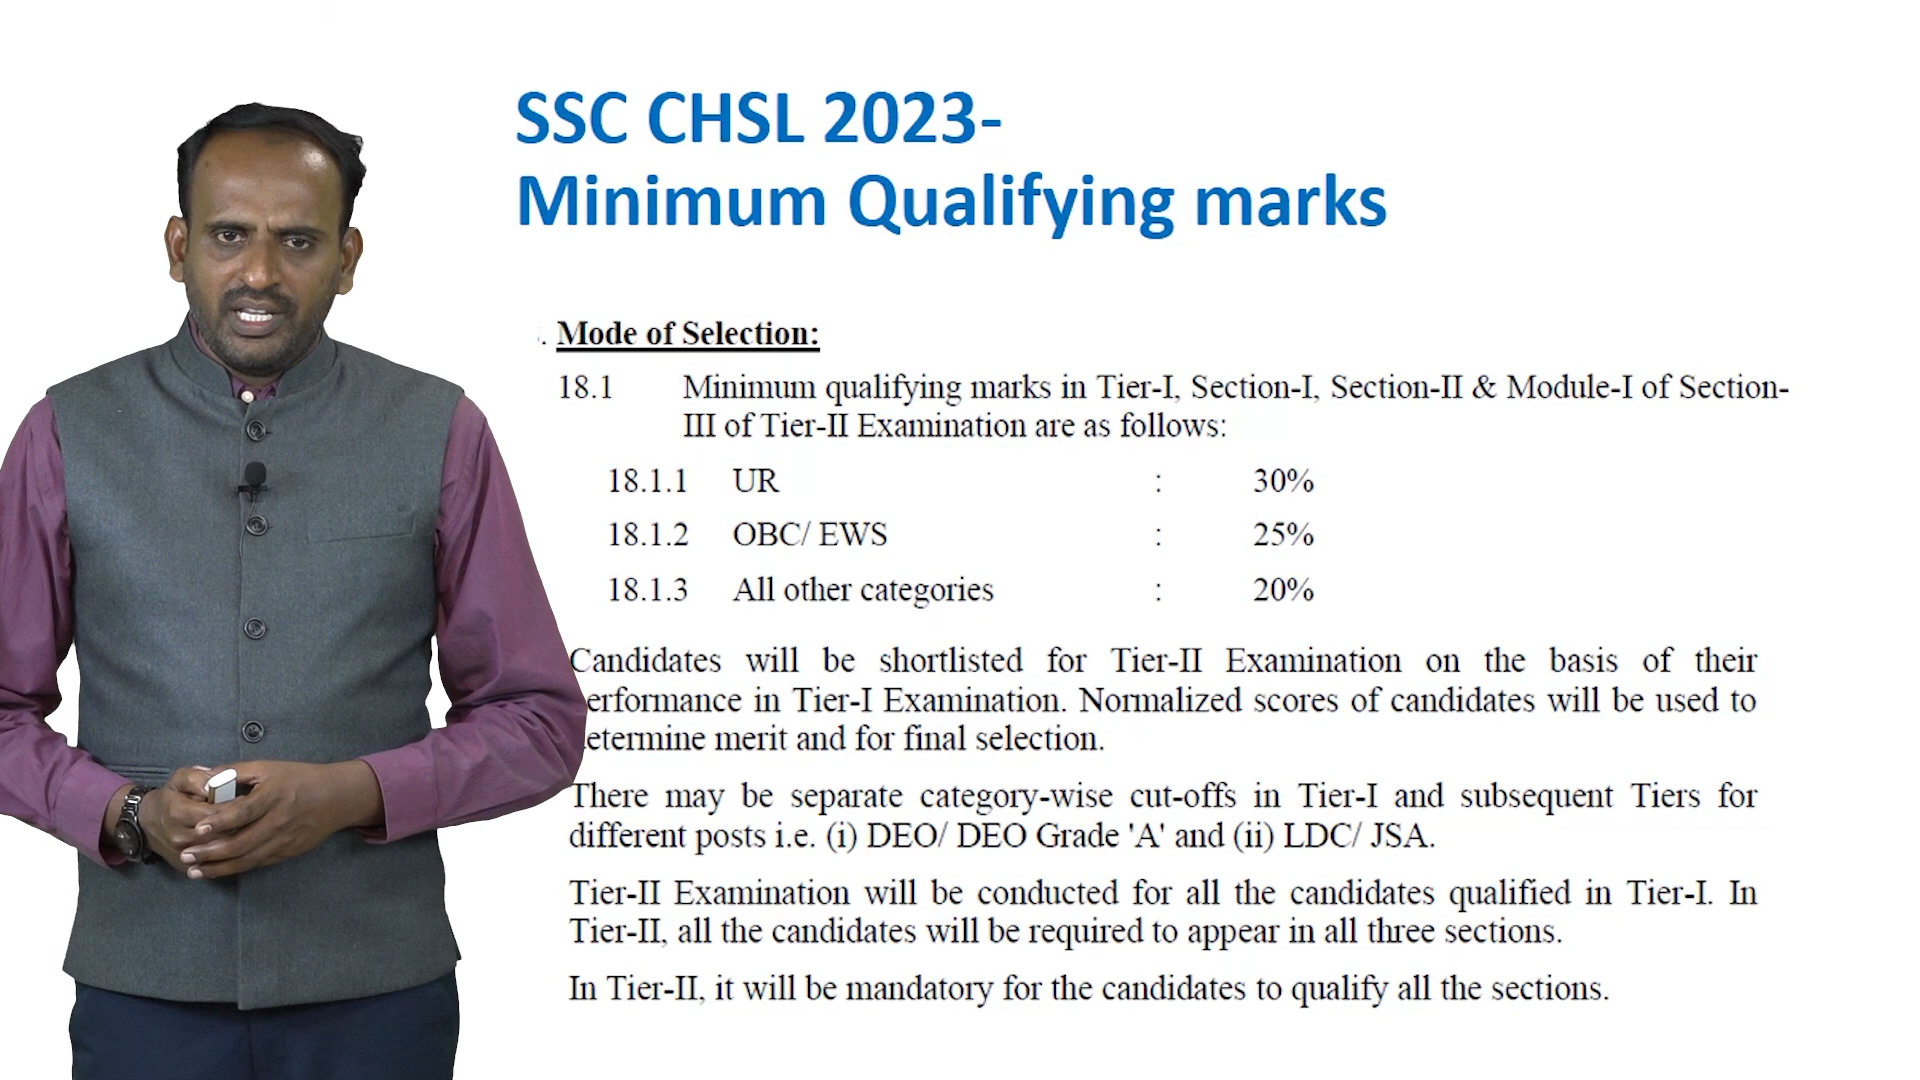 SSC CHSL 2023-
Minimum Qualifying marks
. Mode of Selection:
18.1 Minimum qualifying marks in Tier-I, Section-I, Section-II & Module-I of Section-
III of Tier-II Examination are as follows:
18.1.1 UR : 30%
18.1.2 OBC/ EWS : 25%
18.1.3 All other categories : 20%
Candidates will be shortlisted for Tier-II Examination on the basis of their
erformance in Tier-I Examination. Normalized scores of candidates will be used to
etermine merit and for final selection.
There may be separate category-wise cut-offs in Tier-I and subsequent Tiers for
different posts i.e. (i) DEO/ DEO Grade 'A' and (ii) LDC/ JSA.
Tier-II Examination will be conducted for all the candidates qualified in Tier-I. In
Tier-II, all the candidates will be required to appear in all three sections.
In Tier-II, it will be mandatory for the candidates to qualify all the sections.